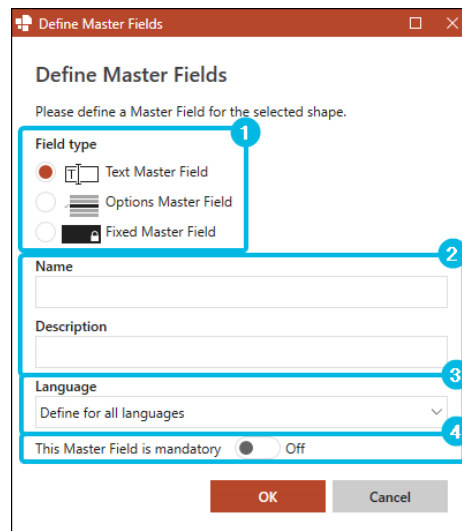 Define Master Fields
Define Master Fields
Please define a Master Field for the selected shape.
1
Field type
T Text Master Field
Options Master Field
Fixed Master Field
2
Name
Description
3
Language
Define for all languages
4
This Master Field is mandatory Off
OK Cancel